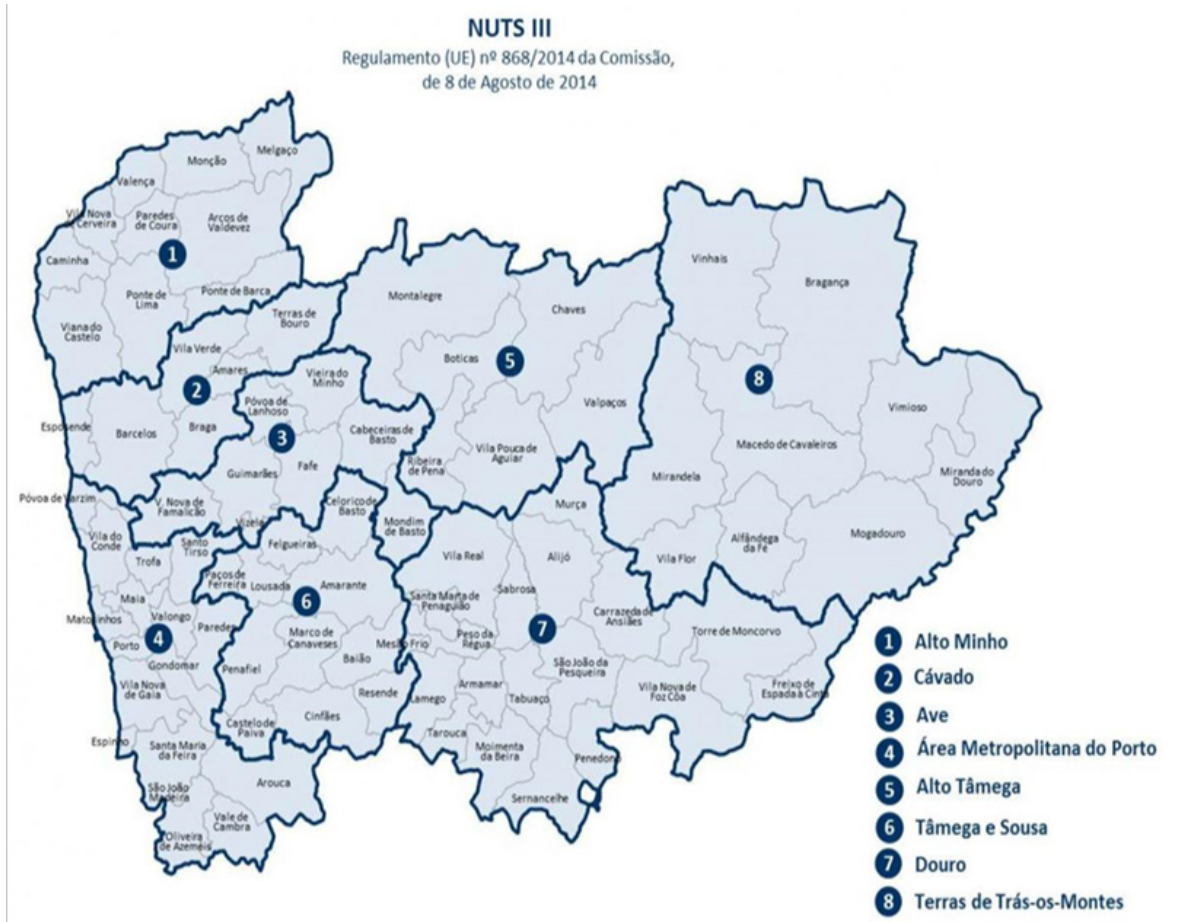 NUTS III
Regulamento (UE) nº 868/2014 da Comissão,
de 8 de Agosto de 2014
Melgaço
Monção
Valença
Vila Nova
de Cerveira
Paredes
de Coura
Arcos de
Valdevez
1
Caminha
Ponte de
Lima
Ponte de Barca
Viana do
Castelo
Terras de
Bouro
Vila Verde
Amares
2
Vieira do
Minho
Póvoa de
Lanhoso
Esposende
Barcelos
Braga
3
Cabeceiras de
Basto
Guimarães
Fafe
Póvoa de Varzim
V. Nova de
Famalicão
Vizela
Celorico de
Basto
Mondim
de Basto
Montalegre
Chaves
Boticas
5
Valpaços
Vila Pouca de
Aguiar
Ribeira
de Pena
Vinhais
Bragança
8
Vimioso
Macedo de Cavaleiros
Mirandela
Miranda do
Douro
Mogadouro
Alfândega
da Fe
Vila Flor
Murça
Vila do
Conde
Santo
Tirso
Trofa
Felgueiras
Paços de
Ferreira
Lousada
Amarante
6
Maia
Matosinhos
Valongo
Paredes
Porto
4
Gondomar
Marco de
Canaveses
Baião
Mesão Frio
Penafiel
Vila Nova
de Gaia
Resende
Cinfães
Castelo de
Paiva
Espinho
Santa Maria
da Feira
Arouca
São João
Madeira
Vale de
Cambra
Oliveira
de Azeméis
Vila Real
Alijó
Sabrosa
Santa Marta de
Penaguião
Peso da
Régua
7
Carrazeda de
Ansiães
Torre de Moncorvo
São João da
Pesqueira
Vila Nova de
Foz Côa
Freixo de
Espada à Cinta
Lamego
Armamar
Tabuaço
Tarouca
Moimenta
da Beira
Penedono
Sernancelhe
1 Alto Minho
2 Cávado
3 Ave
4 Área Metropolitana do Porto
5 Alto Tâmega
6 Tâmega e Sousa
7 Douro
8 Terras de Trás-os-Montes